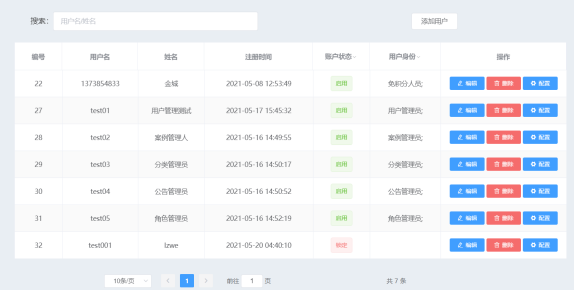 搜索: 用户名/姓名 添加用户
编号 用户名 姓名 注册时间 账户状态 用户身份 操作
22 1373854833 金城 2021-05-08 12:53:49 启用 免积分人员; 编辑 删除 配置
27 test01 用户管理测试 2021-05-17 15:45:32 启用 用户管理员; 编辑 删除 配置
28 test02 案例管理人 2021-05-16 14:49:55 启用 案例管理员; 编辑 删除 配置
29 test03 分类管理员 2021-05-16 14:50:17 启用 分类管理员; 编辑 删除 配置
30 test04 公告管理员 2021-05-16 14:50:52 启用 公告管理员; 编辑 删除 配置
31 test05 角色管理员 2021-05-16 14:52:19 启用 角色管理员; 编辑 删除 配置
32 test001 lzwe 2021-05-20 04:40:10 锁定 编辑 删除 配置
10条/页 1 前往 1 页 共 7 条